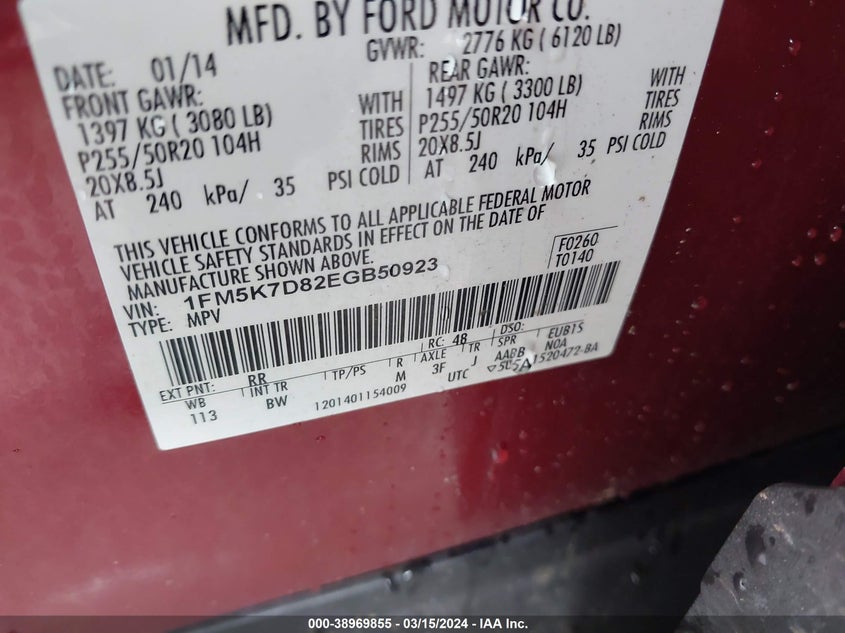 MFD. BY FORD MOTOR CO.
DATE: 01/14 GVWR: 2776 KG ( 6120 LB)
FRONT GAWR: REAR GAWR:
1397 KG ( 3080 LB) WITH 1497 KG ( 3300 LB) WITH
P255/50R20 104H TIRES P255/50R20 104H TIRES
20X8.5J RIMS 20X8.5J RIMS
AT 240 kPa/ 35 PSI COLD AT 240 kPa/ 35 PSI COLD
THIS VEHICLE CONFORMS TO ALL APPLICABLE FEDERAL MOTOR
VEHICLE SAFETY STANDARDS IN EFFECT ON THE DATE OF
MANUFACTURE SHOWN ABOVE.
VIN: 1FM5K7D82EGB50923
TYPE: MPV
F0260
T0140
EXT PNT: RR RC: 48 DSO:
WB INT TR TP/PS R AXLE TR SPR EUB1S
113 BW M 3F J AABB NOA
1201401154009 UTC 1520472-BA
000-38969855 — 03/15/2024 — IAA Inc.